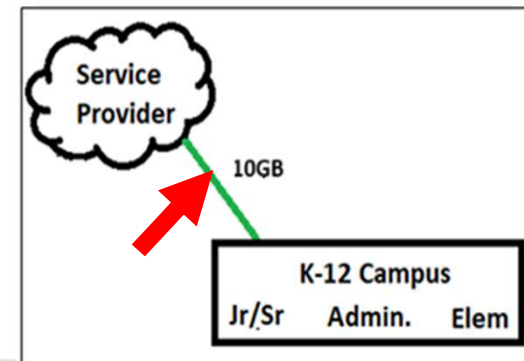 Service
Provider
10GB
K-12 Campus
Jr/Sr Admin. Elem